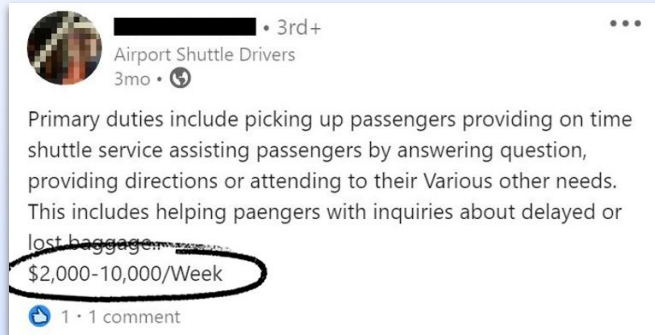 • 3rd+
Airport Shuttle Drivers
3mo •
Primary duties include picking up passengers providing on time
shuttle service assisting passengers by answering question,
providing directions or attending to their Various other needs.
This includes helping paengers with inquiries about delayed or
lost baggage..
$2,000-10,000/Week
1 • 1 comment